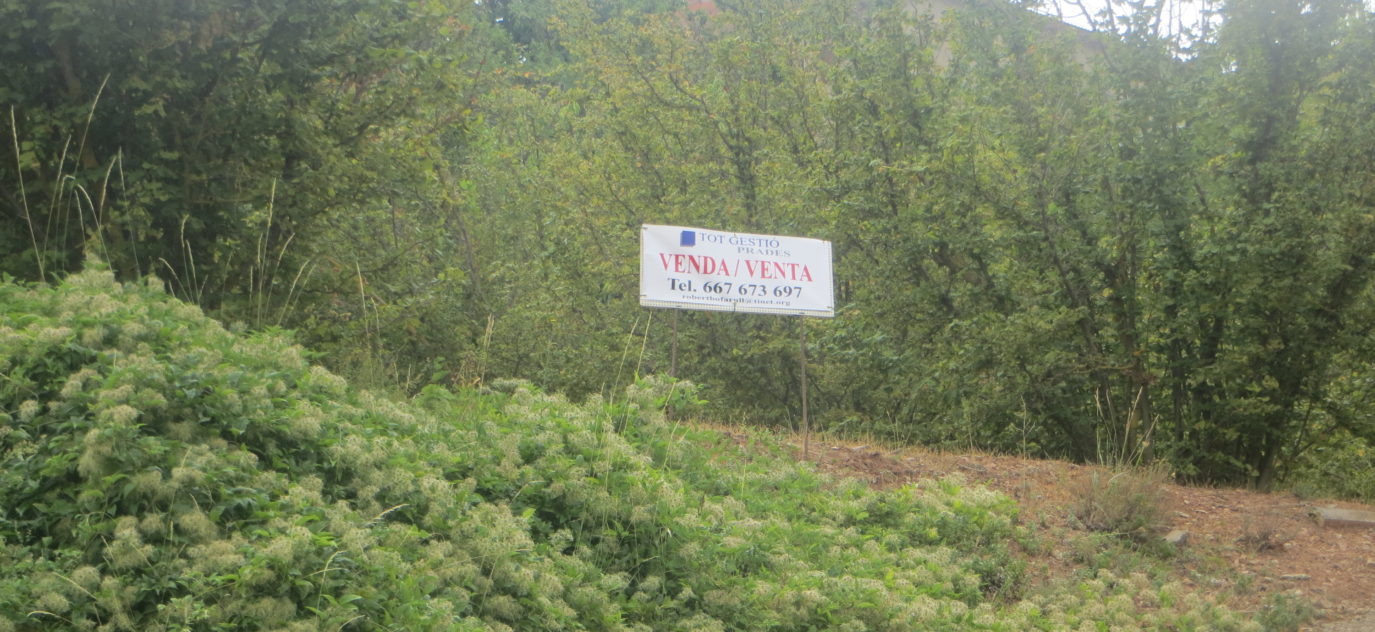 TOT GESTIÓ
PRADES
VENDA / VENTA
Tel. 667 673 697